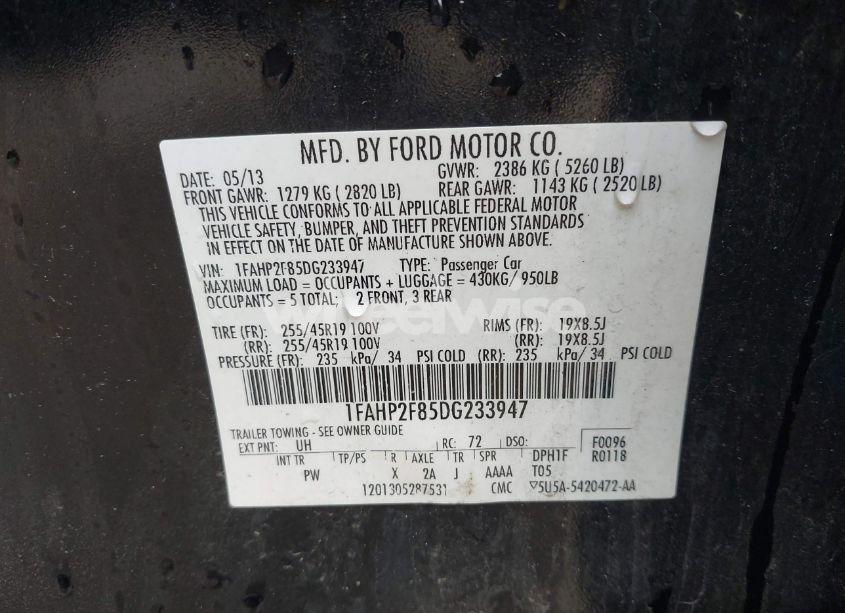 MFD. BY FORD MOTOR CO.
DATE: 05/13 GVWR: 2386 KG ( 5260 LB)
FRONT GAWR: 1279 KG ( 2820 LB) REAR GAWR: 1143 KG ( 2520 LB)
THIS VEHICLE CONFORMS TO ALL APPLICABLE FEDERAL MOTOR
VEHICLE SAFETY, BUMPER, AND THEFT PREVENTION STANDARDS
IN EFFECT ON THE DATE OF MANUFACTURE SHOWN ABOVE.
VIN: 1FAHP2F85DG233947 TYPE: Passenger Car
MAXIMUM LOAD = OCCUPANTS + LUGGAGE = 430KG/ 950LB
OCCUPANTS = 5 TOTAL; 2 FRONT, 3 REAR
wheelwise
TIRE (FR): 255/45R19 100V RIMS (FR): 19X8.5J
(RR): 255/45R19 100V (RR): 19X8.5J
PRESSURE (FR): 235 kPa/ 34 PSI COLD (RR): 235 kPa/ 34 PSI COLD
1FAHP2F85DG233947
TRAILER TOWING - SEE OWNER GUIDE
EXT PNT: UH RC: 72 DSO: F0096
INT TR TP/PS R AXLE TR SPR DPH1F R0118
PW X 2A J AAAA T05
1201305287531 CMC ▽5U5A-5420472-AA